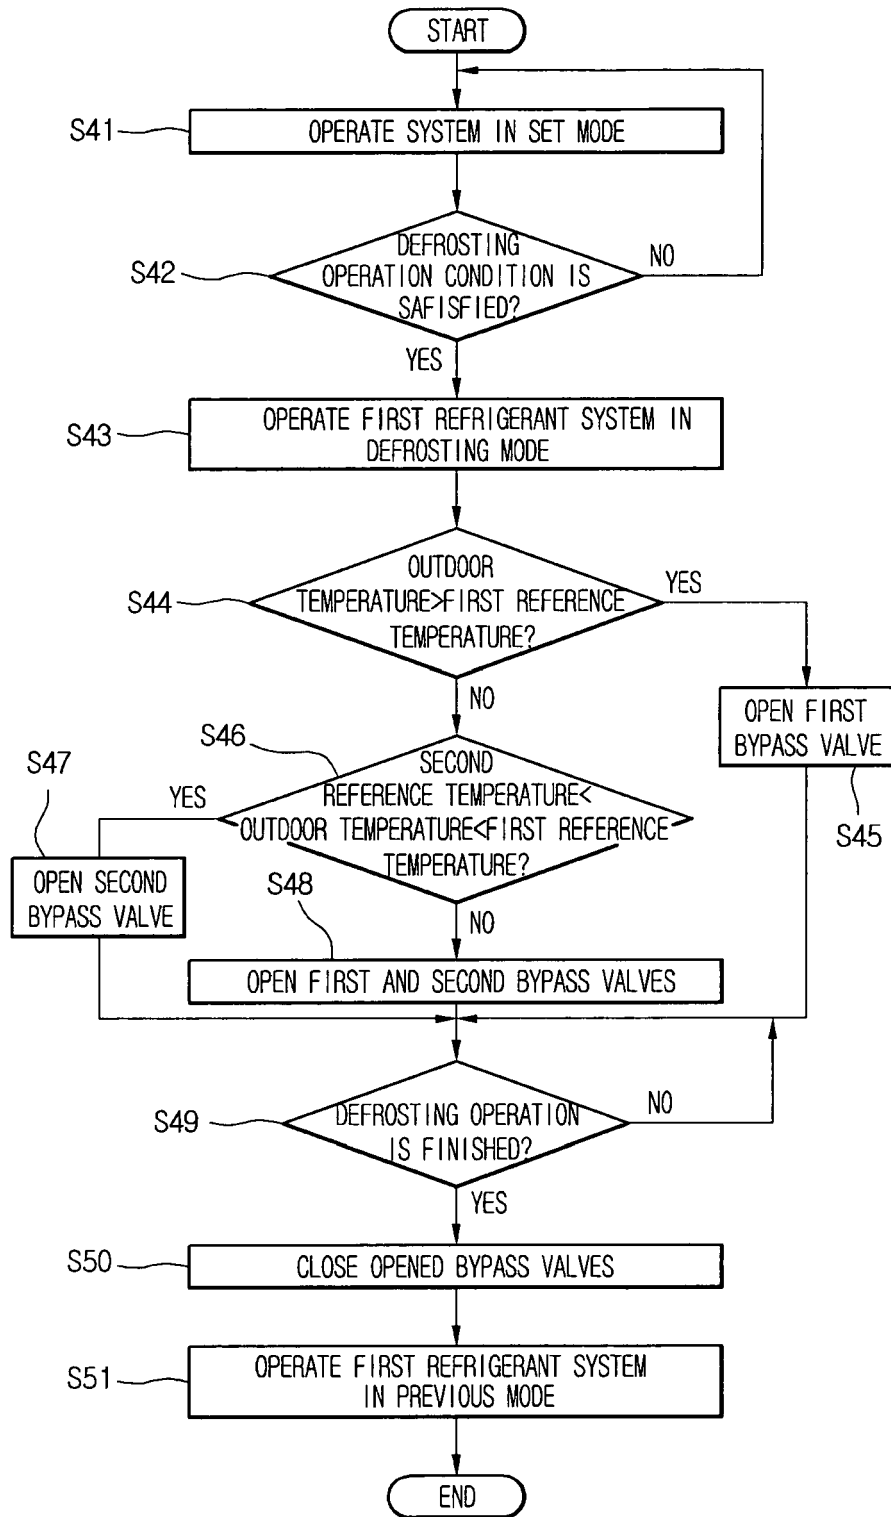 START
S41
OPERATE SYSTEM IN SET MODE
S42
DEFROSTING
OPERATION CONDITION IS
SAFISFIED?
NO
YES
S43
OPERATE FIRST REFRIGERANT SYSTEM IN
DEFROSTING MODE
S44
OUTDOOR
TEMPERATURE>FIRST REFERENCE
TEMPERATURE?
YES
NO
OPEN FIRST
BYPASS VALVE
S45
S46
SECOND
REFERENCE TEMPERATURE<
OUTDOOR TEMPERATURE<FIRST REFERENCE
TEMPERATURE?
YES
S47
OPEN SECOND
BYPASS VALVE
NO
S48
OPEN FIRST AND SECOND BYPASS VALVES
S49
DEFROSTING OPERATION
IS FINISHED?
NO
YES
S50
CLOSE OPENED BYPASS VALVES
S51
OPERATE FIRST REFRIGERANT SYSTEM
IN PREVIOUS MODE
END